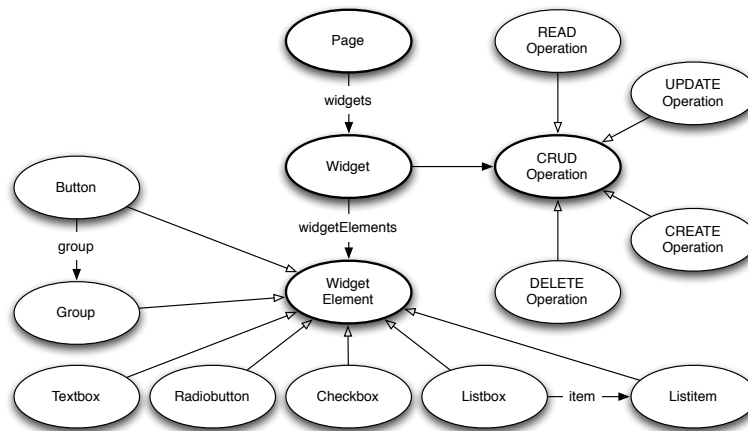 Page
READ
Operation
widgets
UPDATE
Operation
Widget
CRUD
Operation
Button
widgetElements
group
CREATE
Operation
Widget
Element
DELETE
Operation
Group
Textbox
Radiobutton
Checkbox
Listbox
item
Listitem